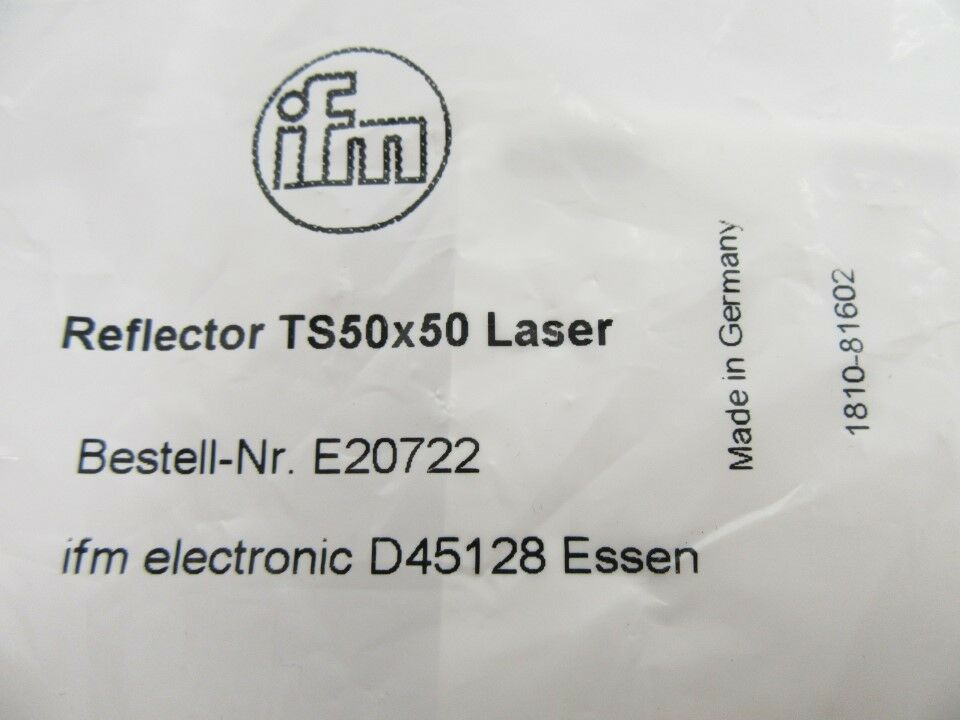 ifm
Reflector TS50x50 Laser
Bestell-Nr. E20722
ifm electronic D45128 Essen
Made in Germany
1810-81602